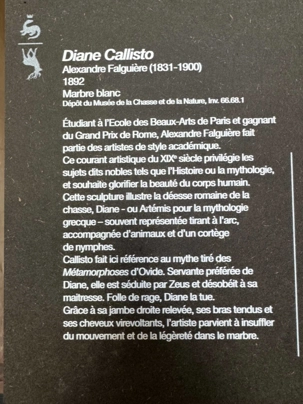 Diane Callisto
Alexandre Falguière (1831-1900)
1892
Marbre blanc
Dépôt du Musée de la Chasse et de la Nature, Inv. 66.68.1
Étudiant à l'Ecole des Beaux-Arts de Paris et gagnant
du Grand Prix de Rome, Alexandre Falguière fait
partie des artistes de style académique.
Ce courant artistique du XIXᵉ siècle privilégie les
sujets dits nobles tels que l'Histoire ou la mythologie,
et souhaite glorifier la beauté du corps humain.
Cette sculpture illustre la déesse romaine de la
chasse, Diane - ou Artémis pour la mythologie
grecque – souvent représentée tirant à l'arc,
accompagnée d'animaux et d'un cortège
de nymphes.
Callisto fait ici référence au mythe tiré des
Métamorphoses d'Ovide. Servante préférée de
Diane, elle est séduite par Zeus et désobéit à sa
maitresse. Folle de rage, Diane la tue.
Grâce à sa jambe droite relevée, ses bras tendus et
ses cheveux virevoltants, l'artiste parvient à insuffler
du mouvement et de la légèreté dans le marbre.